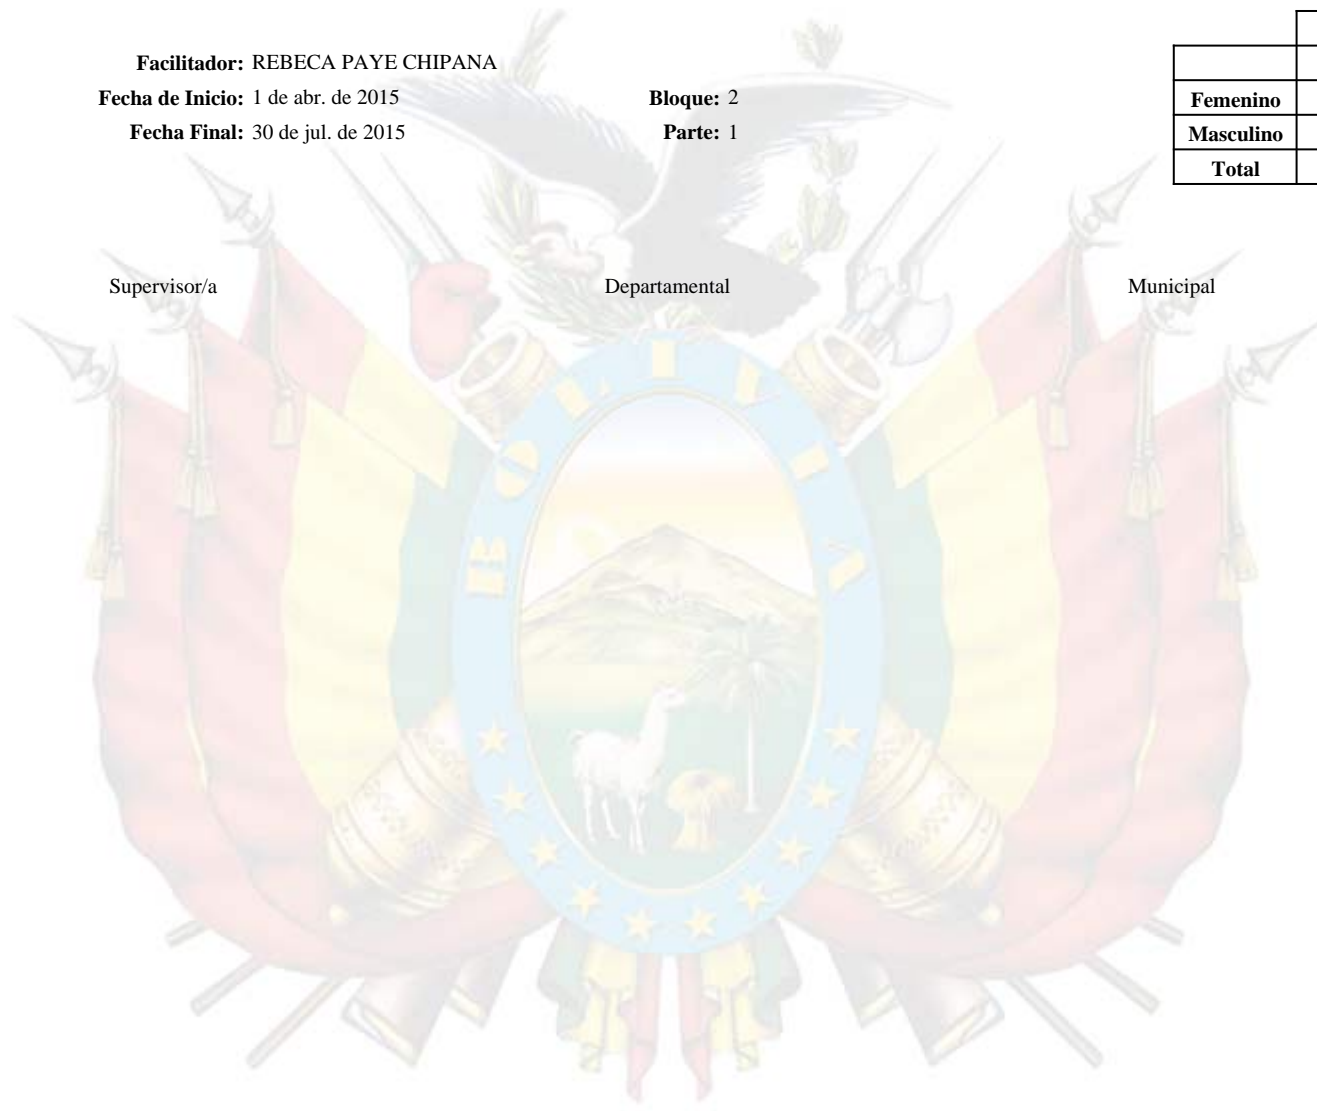 Facilitador: REBECA PAYE CHIPANA
Fecha de Inicio: 1 de abr. de 2015 Bloque: 2
Fecha Final: 30 de jul. de 2015 Parte: 1
Femenino
Masculino
Total
Supervisor/a Departamental Municipal
BOLIVIA